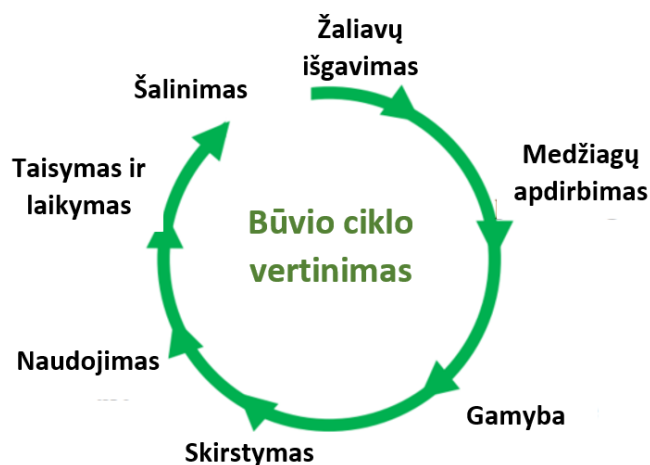 Žaliavų
išgavimas
Medžiagų
apdirbimas
Gamyba
Skirstymas
Naudojimas
Taisymas ir
laikymas
Šalinimas
Būvio ciklo
vertinimas